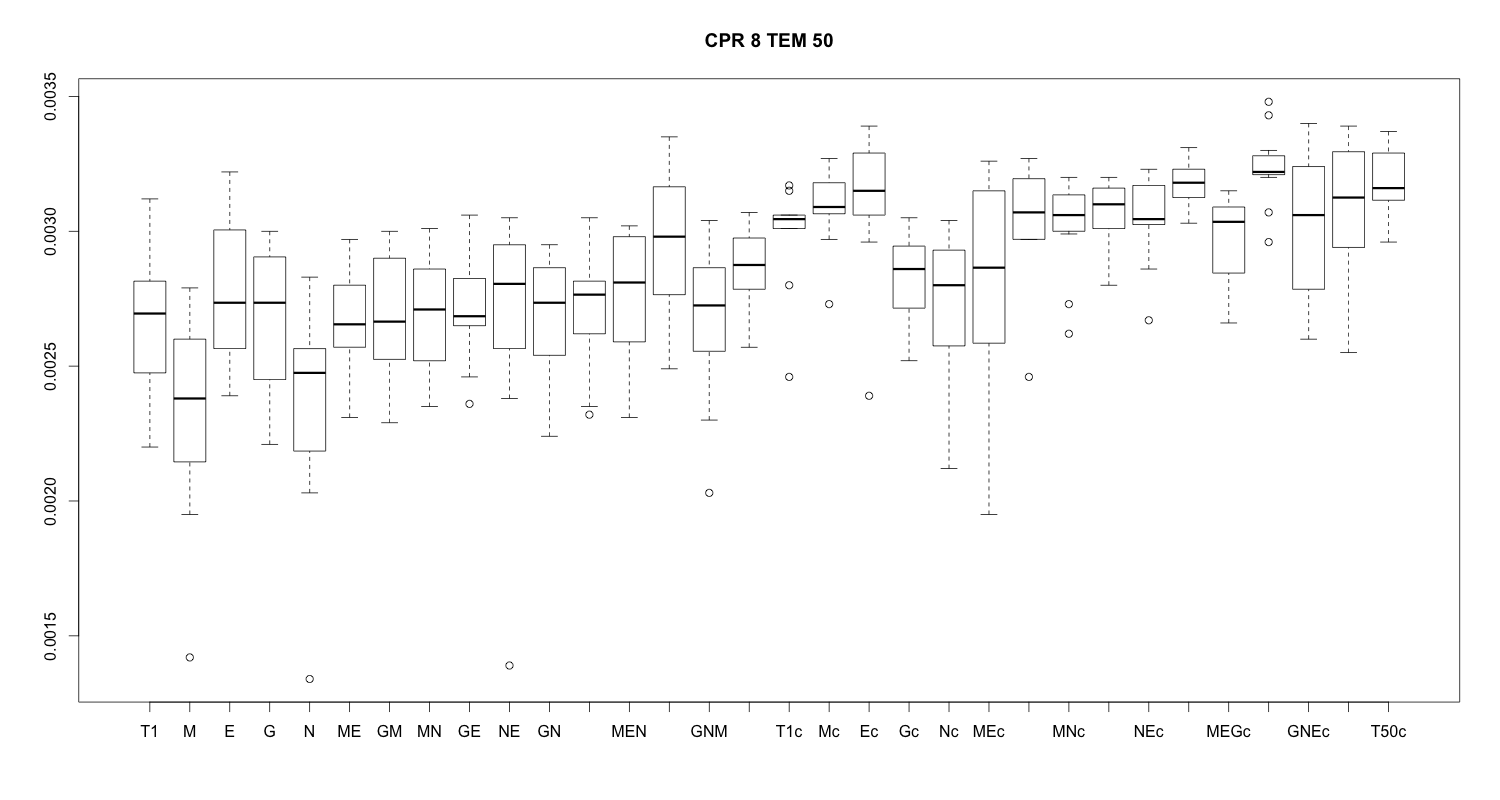 CPR 8 TEM 50
0.0035
0.0030
0.0025
0.0020
0.0015
T1 M E G N ME GM MN GE NE GN MEN GNM T1c Mc Ec Gc Nc MEc MNc NEc MEGc GNEc T50c